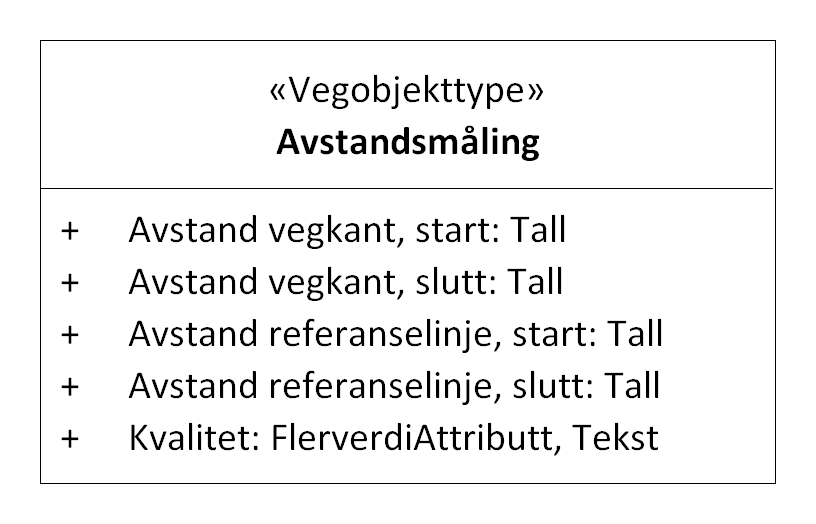 «Vegobjekttype»
Avstandsmåling
+ Avstand vegkant, start: Tall
+ Avstand vegkant, slutt: Tall
+ Avstand referanselinje, start: Tall
+ Avstand referanselinje, slutt: Tall
+ Kvalitet: FlerverdiAttributt, Tekst